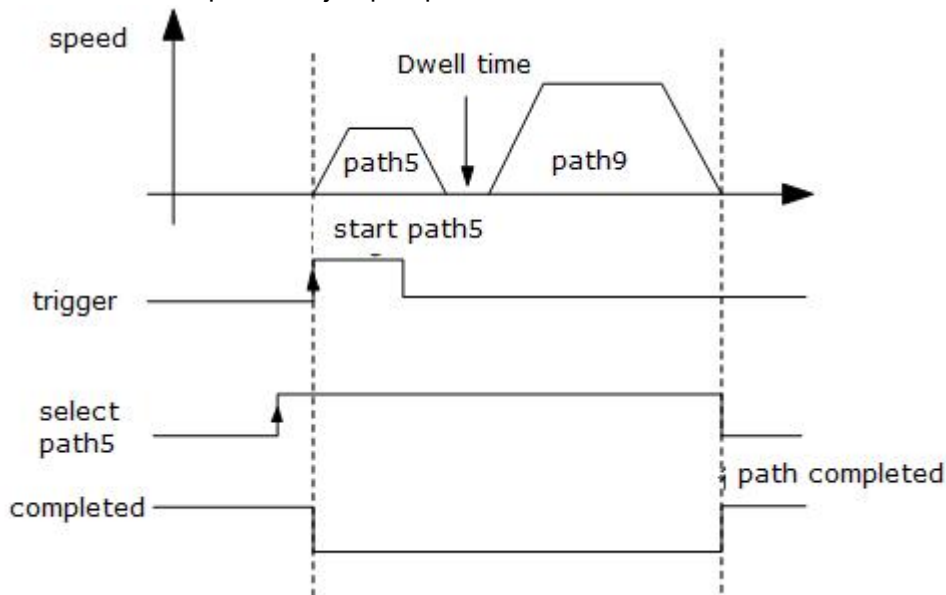 speed
Dwell time
path5
path9
start path5
trigger
select
path5
path completed
completed